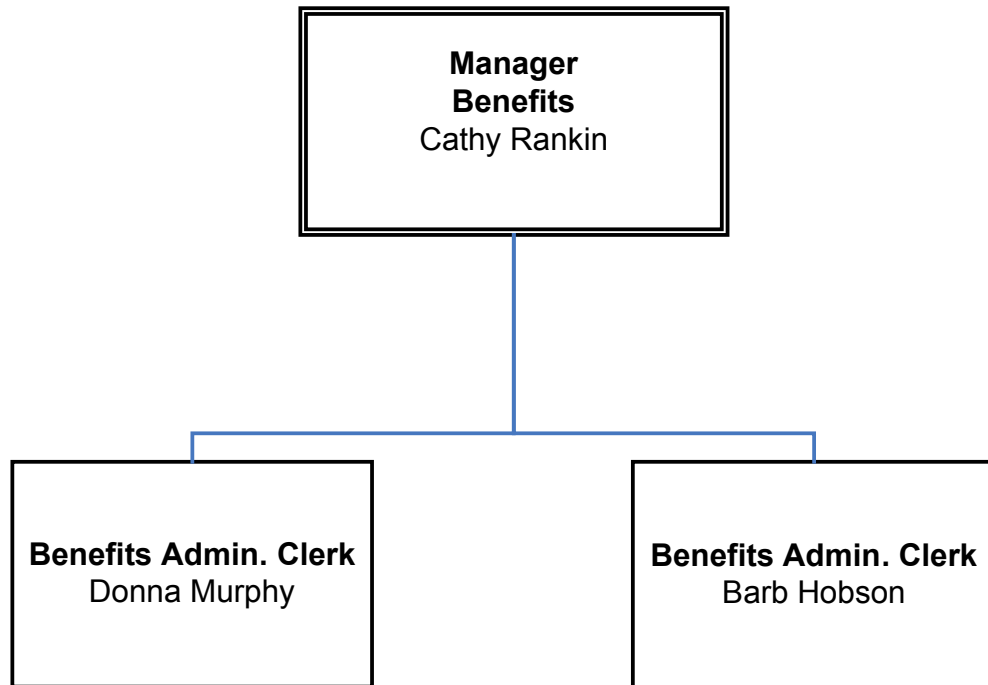 Manager
Benefits
Cathy Rankin
Benefits Admin. Clerk
Donna Murphy
Benefits Admin. Clerk
Barb Hobson